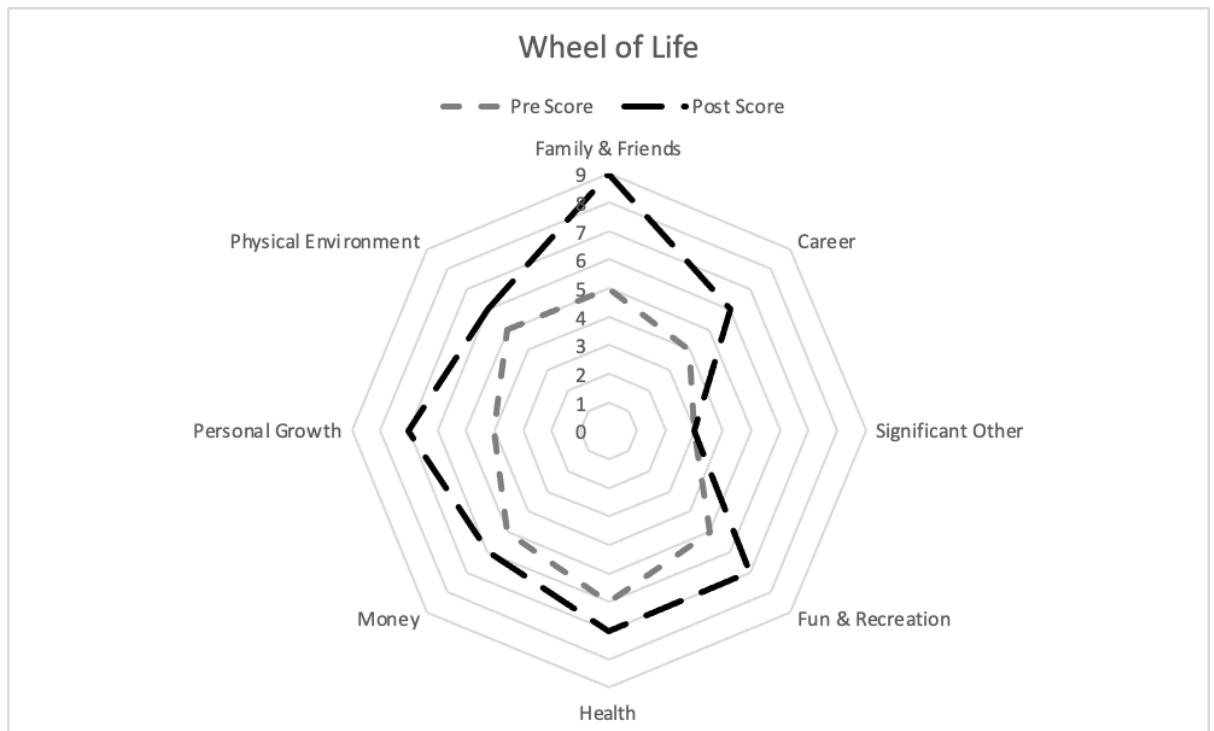 Wheel of Life
Pre Score
Post Score
Family & Friends
9
8
7
6
5
4
3
2
1
0
Career
Physical Environment
Personal Growth
Significant Other
Money
Fun & Recreation
Health